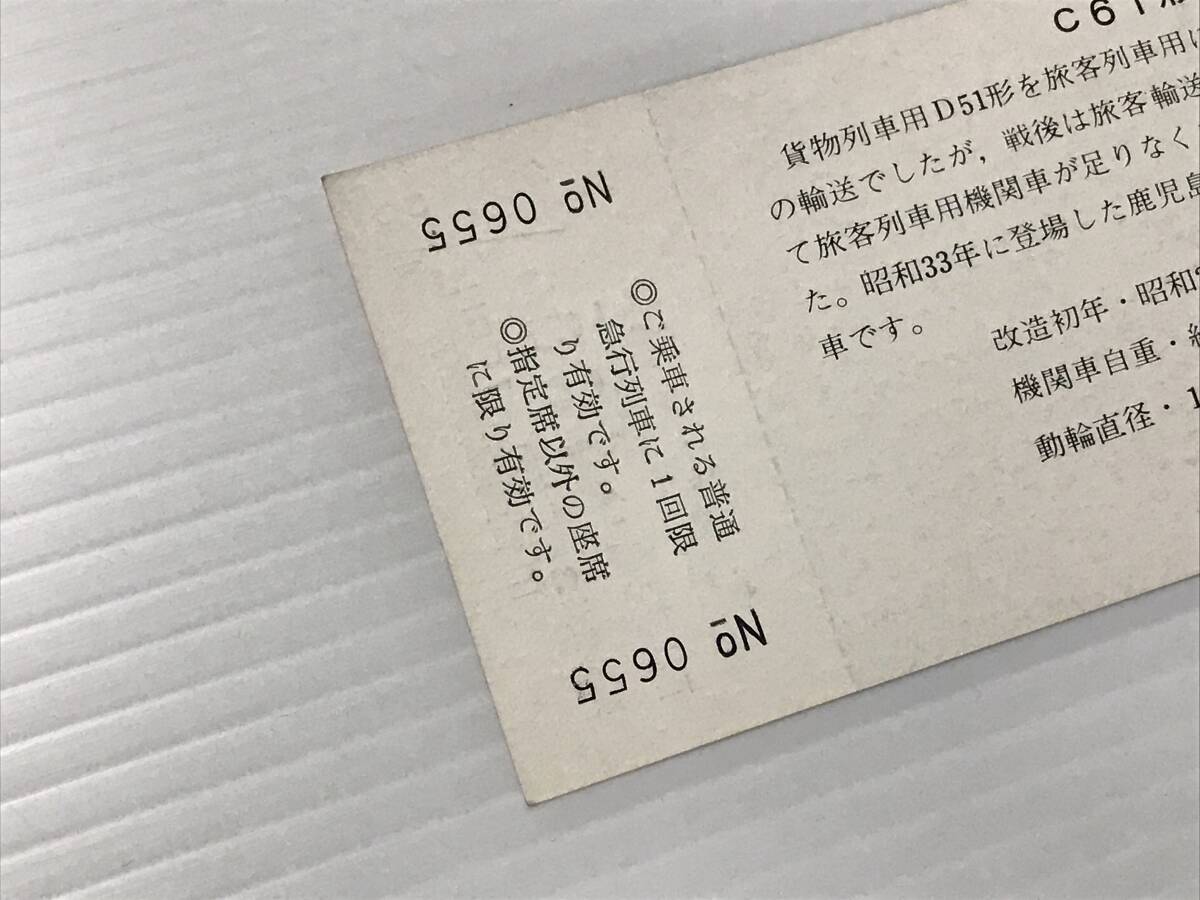 № 0655
◎ご乗車される普通
急行列車に1回限
り有効です。
◎指定席以外の座席
に限り有効です。
№ 0655
貨物列車用D51形を旅客列車用に
の輸送でしたが，戦後は旅客輸送
て旅客列車用機関車が足りなく
た。昭和33年に登場した鹿児島
車です。
改造初年・昭和
機関車自重・
動輪直径・1